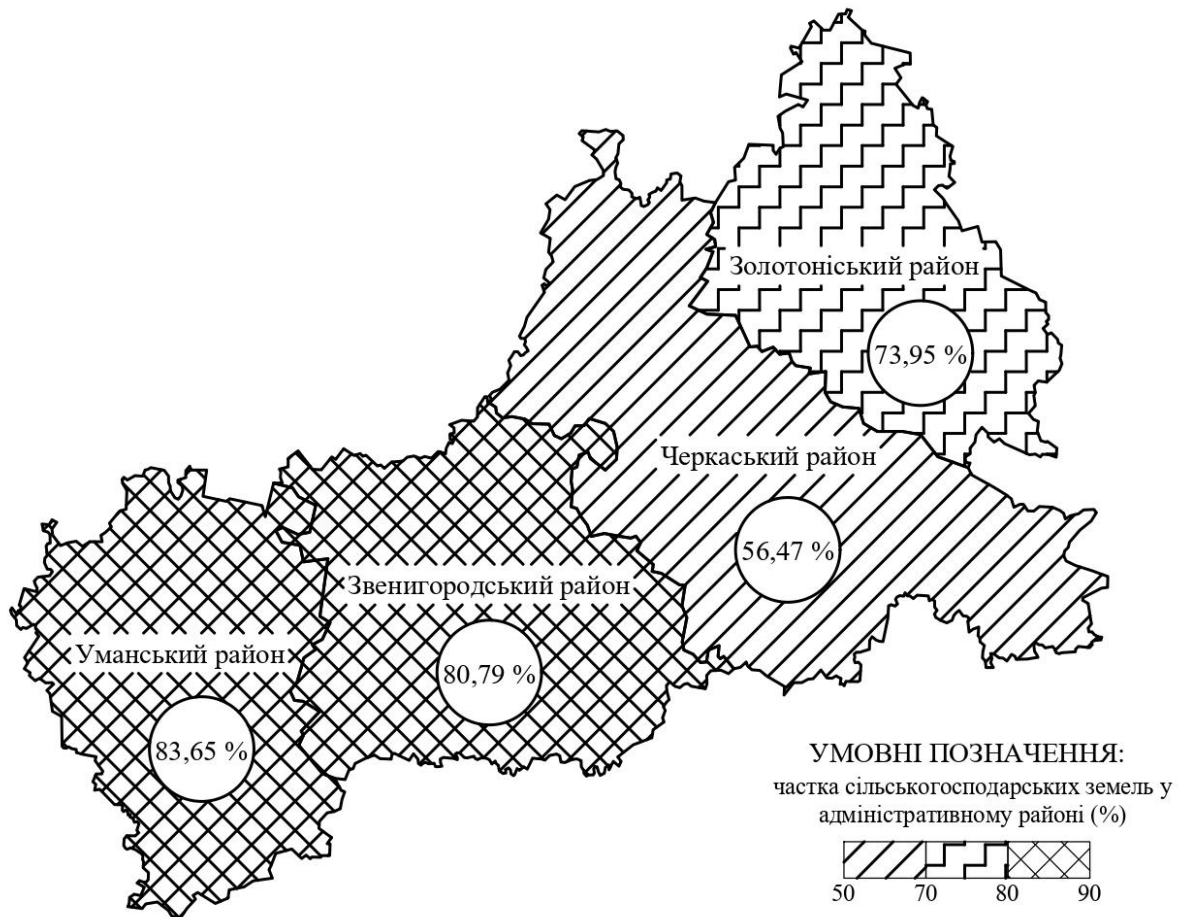 Золотоніський район
73,95 %
Черкаський район
56,47 %
Звенигородський район
80,79 %
Уманський район
83,65 %
УМОВНІ ПОЗНАЧЕННЯ:
частка сільськогосподарських земель у
адміністративному районі (%)
50 70 80 90